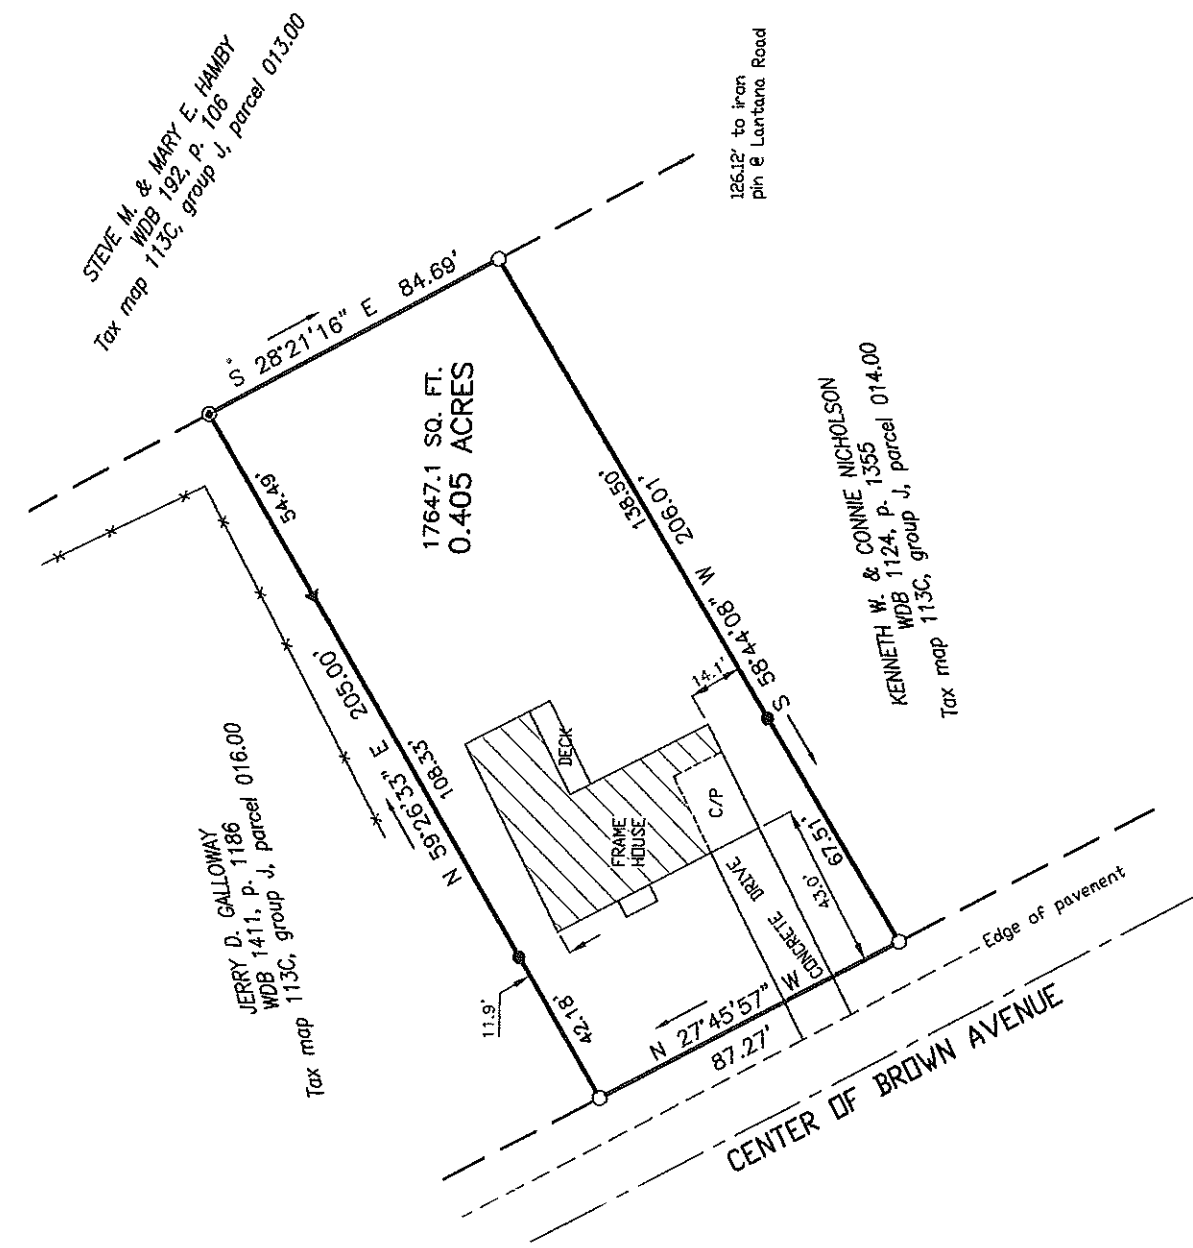 STEVE M. & MARY E. HAMBY
WDB 192, p. 106
Tax map 113C, group J, parcel 013.00
126.12' to iron
pin @ Lantana Road
S 28°21'16" E 84.69'
17647.1 SQ. FT.
0.405 ACRES
54.49'
N 59°26'33" E 205.00'
108.33'
42.18'
11.9'
138.50'
S 58°44'08" W 206.01'
67.51'
14.1'
43.0'
DECK
C/P
FRAME
HOUSE
CONCRETE DRIVE
JERRY D. GALLOWAY
WDB 1411, p. 1186
Tax map 113C, group J, parcel 016.00
KENNETH W. & CONNIE NICHOLSON
WDB 1124, p. 1355
Tax map 113C, group J, parcel 014.00
N 27°45'57" W
87.27'
Edge of pavement
CENTER OF BROWN AVENUE